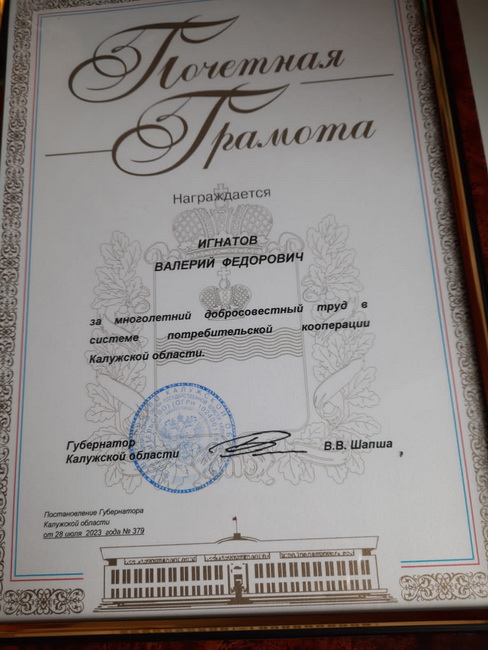 Почетная
Грамота
Награждается
ИГНАТОВ
ВАЛЕРИЙ ФЕДОРОВИЧ
за многолетний добросовестный труд в
системе потребительской кооперации
Калужской области.
Губернатор
Калужской области
В.В. Шапша
Постановление Губернатора
Калужской области
от 28 июля 2023 года № 379